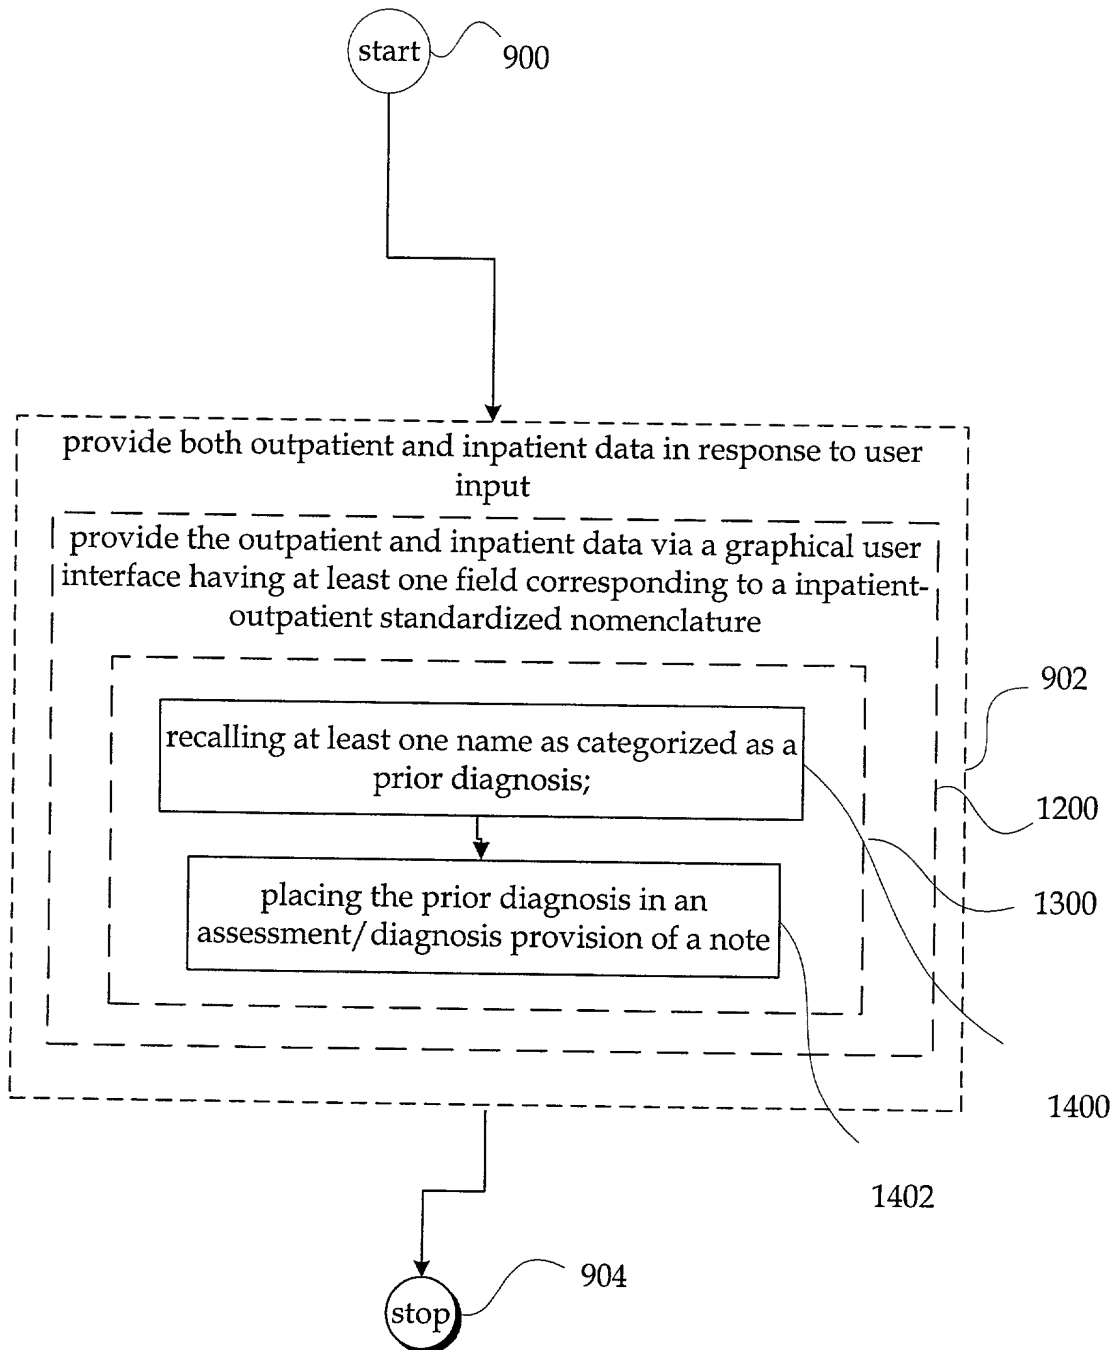 start
900
provide both outpatient and inpatient data in response to user
input
provide the outpatient and inpatient data via a graphical user
interface having at least one field corresponding to a inpatient-
outpatient standardized nomenclature
902
recalling at least one name as categorized as a
prior diagnosis;
1200
placing the prior diagnosis in an
assessment/diagnosis provision of a note
1300
1400
1402
904
stop